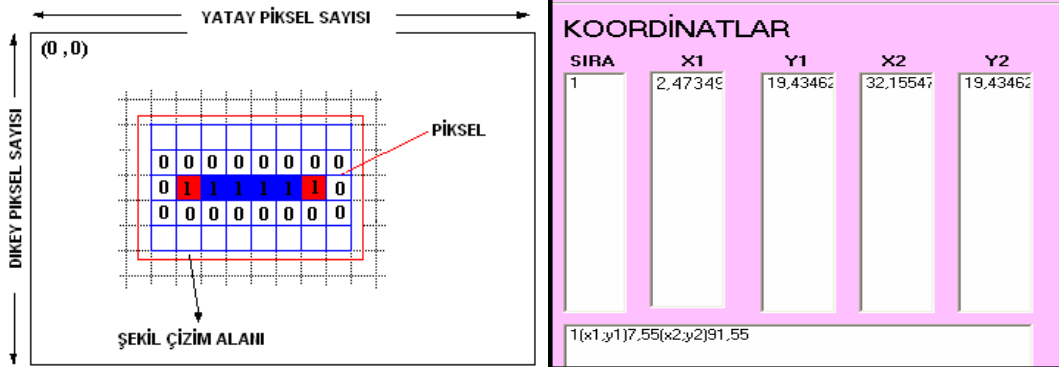 YATAY PİKSEL SAYISI
(0 ,0)
DİKEY PİKSEL SAYISI
PİKSEL
0 0 0 0 0 0 0 0
0 1 1 1 1 1 1 0
0 0 0 0 0 0 0 0
ŞEKİL ÇİZİM ALANI
KOORDİNATLAR
SIRA X1 Y1 X2 Y2
1 2,47349 19,43462 32,15547 19,43462
1(x1;y1)7,55(x2;y2)91,55